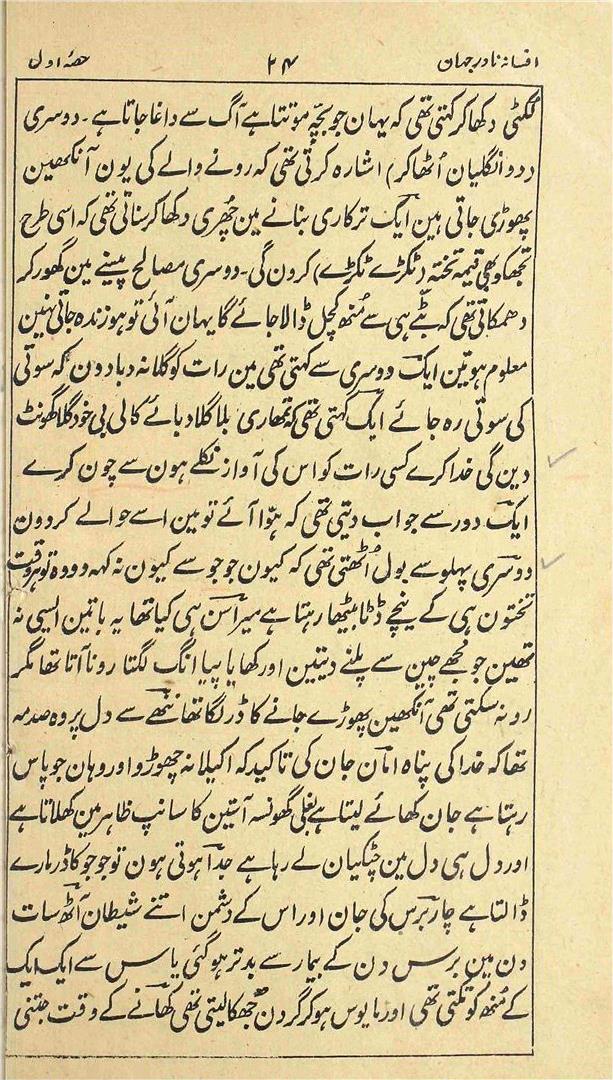 افسانۂ نادر جہان ۲۴ حصۂ اول
لکٹی دکھاکر کہتی تھی کہ یہان جو بچّہ موتتا ہے آگ سے داغا جاتا ہے ۔ دوسری
(دو انگلیان اُٹھاکر) اشارہ کرتی تھی کہ رونے والے کی یون آنکھین
پھوڑی جاتی ہین ایک ترکاری بنانے مین چُھری دکھاکر سناتی تھی کہ اسی طرح
تجھکو بھی قیمہ تختہ (ٹکڑے ٹکڑے) کرون گی ۔ دوسری مصالح پیسنے مین گھور کر
دھمکاتی تھی کہ بٹّے ہی سے مُنھ کچل ڈالا جائے گا یہان آئی تو ہو زندہ جاتی نہین
معلوم ہوتین ایک دوسری سے کہتی تھی مین رات کو گلا نہ دبا دون کہ سوتی
کی سوتی رہ جائے ایک کہتی تھی کہ تمھاری بلا گلا دبائے کالی بی خود گلا گھونٹ
دین گی خدا کرے کسی رات کو اس کی آواز نکلے ہون سے چون کرے
ایک دور سے جواب دیتی تھی کہ ہوّا آئے تو مین اسے حوالے کر دون
دوسری پہلو سے بول اُٹھتی تھی کہ کیون جوجو سے کیون نہ کہہ دو وہ تو ہر وقت
تختون ہی کے نیچے ڈٹا بیٹھا رہتا ہے میرا سن ہی کیا تھا یہ باتین ایسی نہ
تھین جو مجھے چین سے پلنے دیتین اور کھایا پیا انگ لگتا رونا آتا تھا مگر
رو نہ سکتی تھی آنکھین پھوڑے جانے کا ڈر لگا تھا ننھے سے دل پر وہ صدمہ
تھا کہ خدا کی پناہ امّان جان کی تاکید کہ اکیلا نہ چھوڑو اور وہان جو پاس
رہتا ہے جان کھائے لیتا ہے بغلی گھونسہ آستین کا سانپ ظاہر مین کھلاتا ہے
اور دل ہی دل مین چٹکیان لے رہا ہے جدا ہوتی ہون تو جوجو کا ڈر مارے
ڈالتا ہے چار برس کی جان اور اس کے دشمن اتنے شیطان آٹھ سات
دن مین برس دن کے بیمار سے بدتر ہو گئی یاس سے ایک ایک
کے مُنھ کو تکتی تھی اور مایوس ہو کر گردن جھکا لیتی تھی کھانے کے وقت جتنی